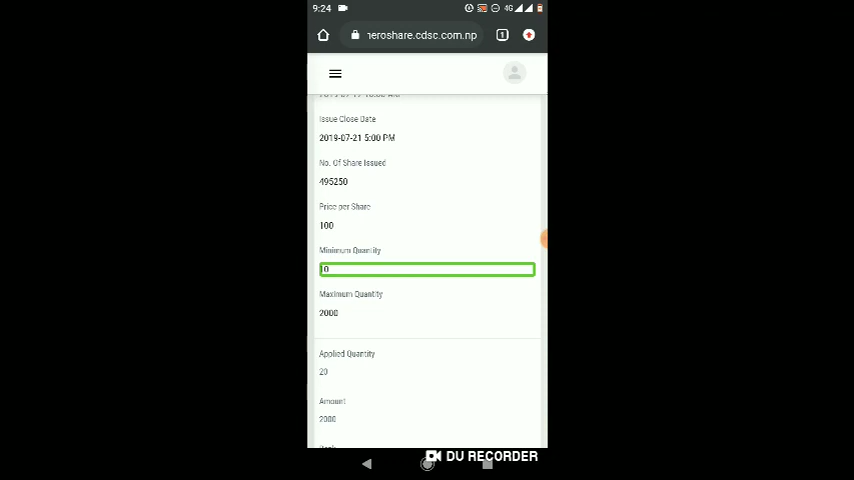 9:24
4G
neroshare.cdsc.com.np
1
Issue Close Date
2019-07-21 5:00 PM
No. Of Share Issued
495250
Price per Share
100
Minimum Quantity
10
Maximum Quantity
2000
Applied Quantity
20
Amount
2000
DU RECORDER